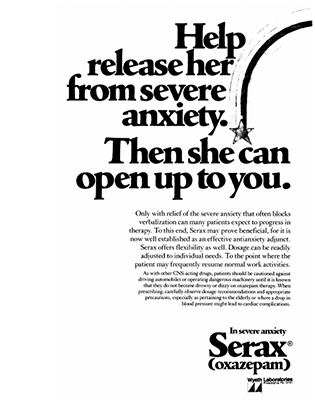 Help
release her
from severe
anxiety.
Then she can
open up to you.
Only with relief of the severe anxiety that often blocks
verbalization can many patients expect to progress in
therapy. To this end, Serax may prove beneficial, for it is
now well established as an effective antianxiety adjunct.
Serax offers flexibility as well. Dosage can be readily
adjusted to individual needs. To the point where the
patient may frequently resume normal work activities.
As with other CNS acting drugs, patients should be cautioned against
driving automobiles or operating dangerous machinery until it is known
that they do not become drowsy or dizzy on oxazepam therapy. When
prescribing, carefully observe dosage recommendations and appropriate
precautions, especially as pertaining to the elderly or where a drop in
blood pressure might lead to cardiac complications.
In severe anxiety
Serax®
(oxazepam)
Wyeth Laboratories